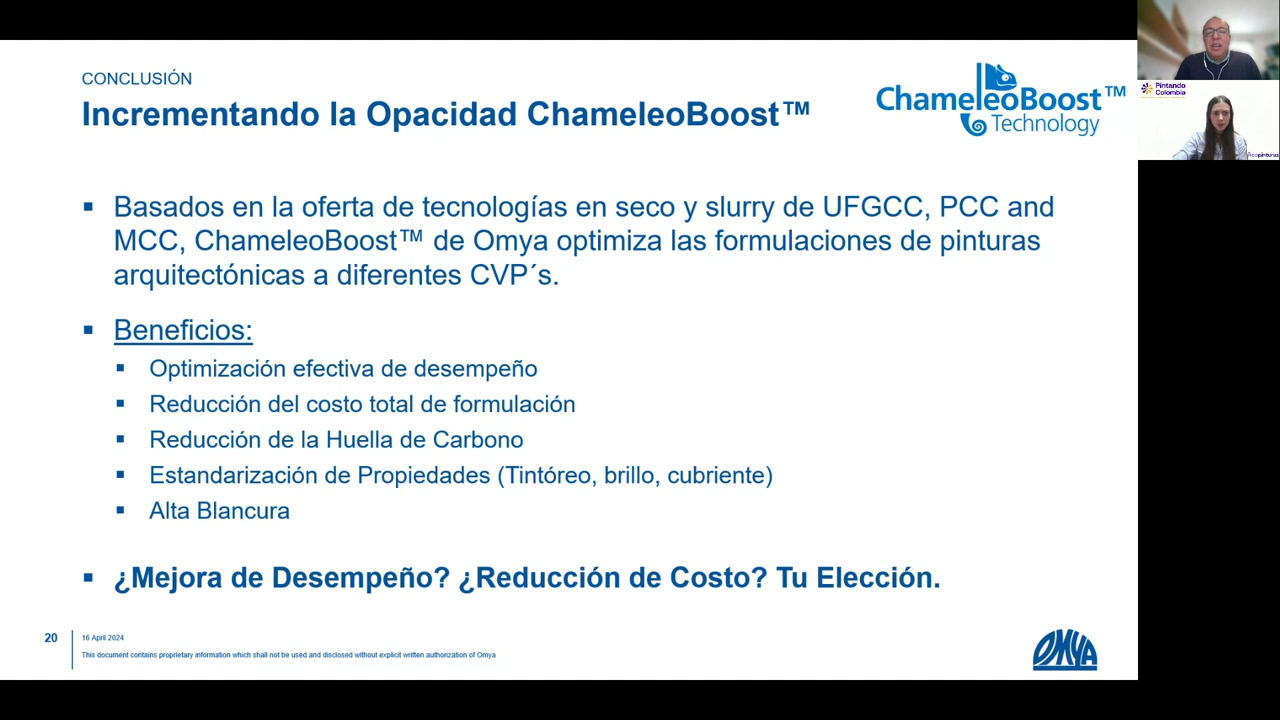 CONCLUSIÓN
Incrementando la Opacidad ChameleoBoost™
ChameleoBoost™
Technology
Pintando
Colombia
Acopinturas
▪ Basados en la oferta de tecnologías en seco y slurry de UFGCC, PCC and
MCC, ChameleoBoost™ de Omya optimiza las formulaciones de pinturas
arquitectónicas a diferentes CVP´s.
▪ Beneficios:
▪ Optimización efectiva de desempeño
▪ Reducción del costo total de formulación
▪ Reducción de la Huella de Carbono
▪ Estandarización de Propiedades (Tintóreo, brillo, cubriente)
▪ Alta Blancura
▪ ¿Mejora de Desempeño? ¿Reducción de Costo? Tu Elección.
20
16 April 2024
This document contains proprietary information which shall not be used and disclosed without explicit written authorization of Omya
OMYA